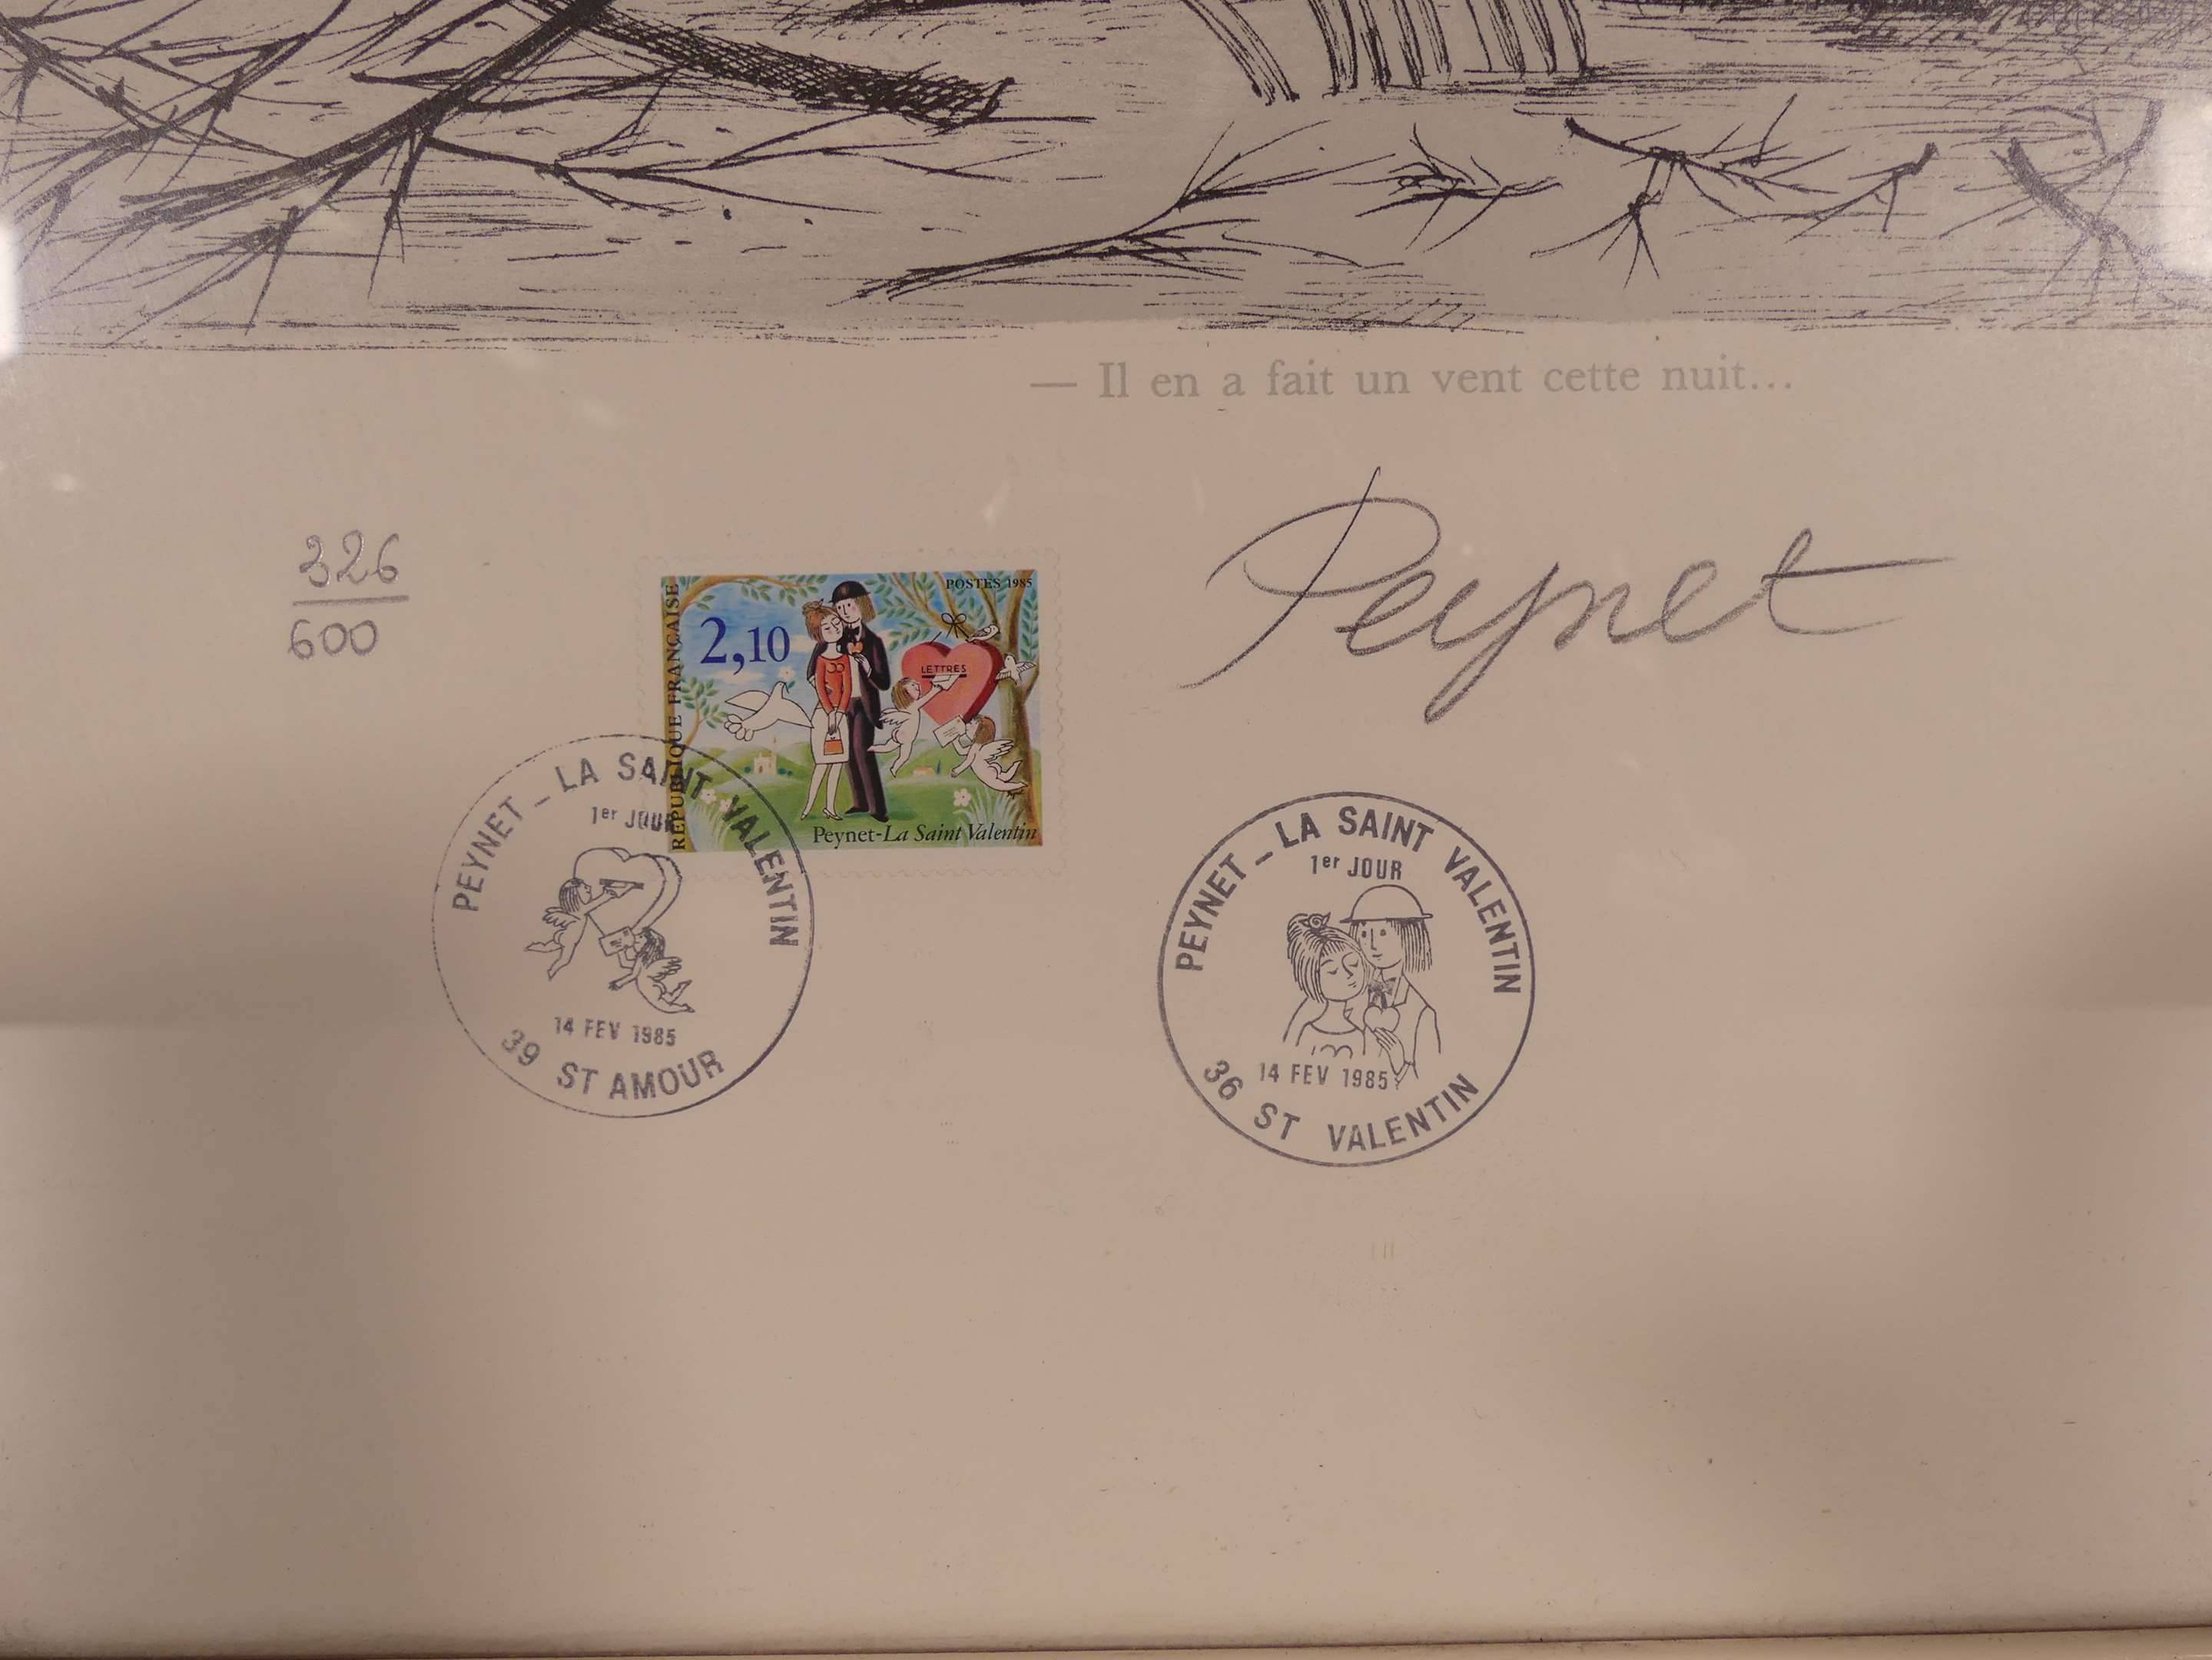 — Il en a fait un vent cette nuit...
Peynet
326
600
POSTES 1985
2,10
LETTRES
REPUBLIQUE FRANÇAISE
Peynet-La Saint Valentin
PEYNET – LA SAINT VALENTIN
1er JOUR
14 FEV 1985
39 ST AMOUR
PEYNET – LA SAINT VALENTIN
1er JOUR
14 FEV 1985
36 ST VALENTIN